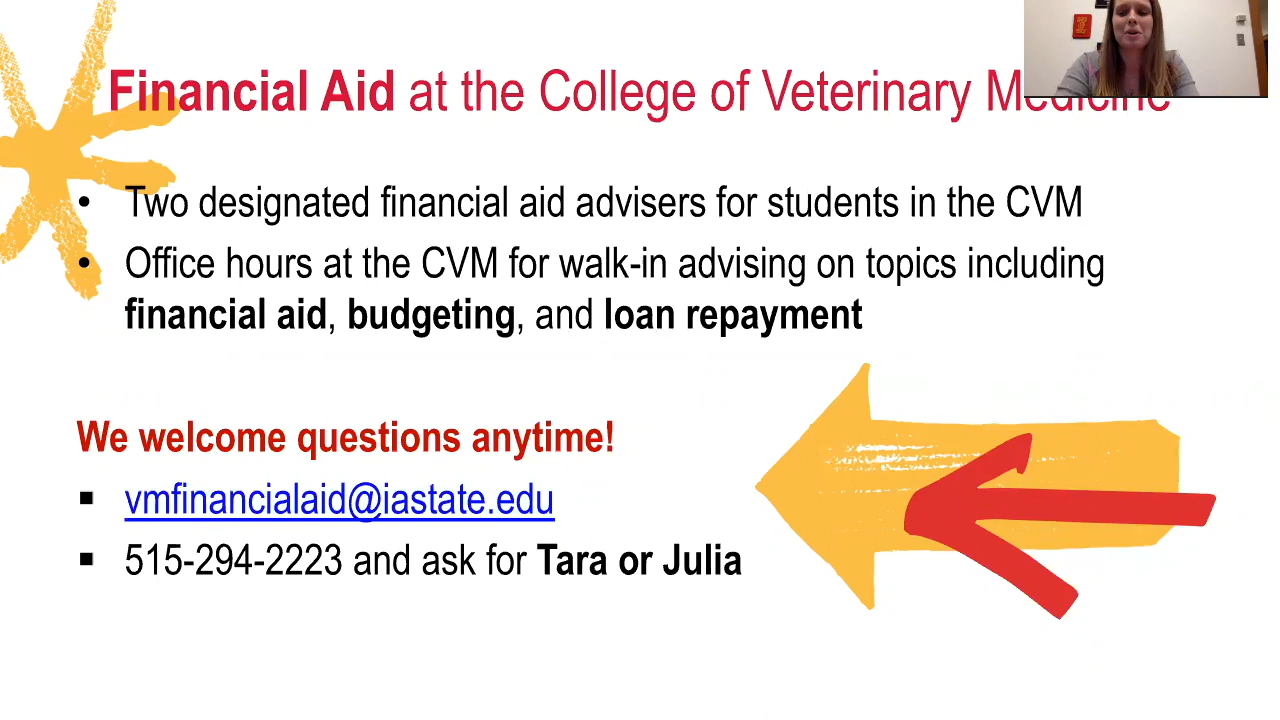 Financial Aid at the College of Veterinary Medicine
• Two designated financial aid advisers for students in the CVM
• Office hours at the CVM for walk-in advising on topics including
financial aid, budgeting, and loan repayment
We welcome questions anytime!
▪ vmfinancialaid@iastate.edu
▪ 515-294-2223 and ask for Tara or Julia